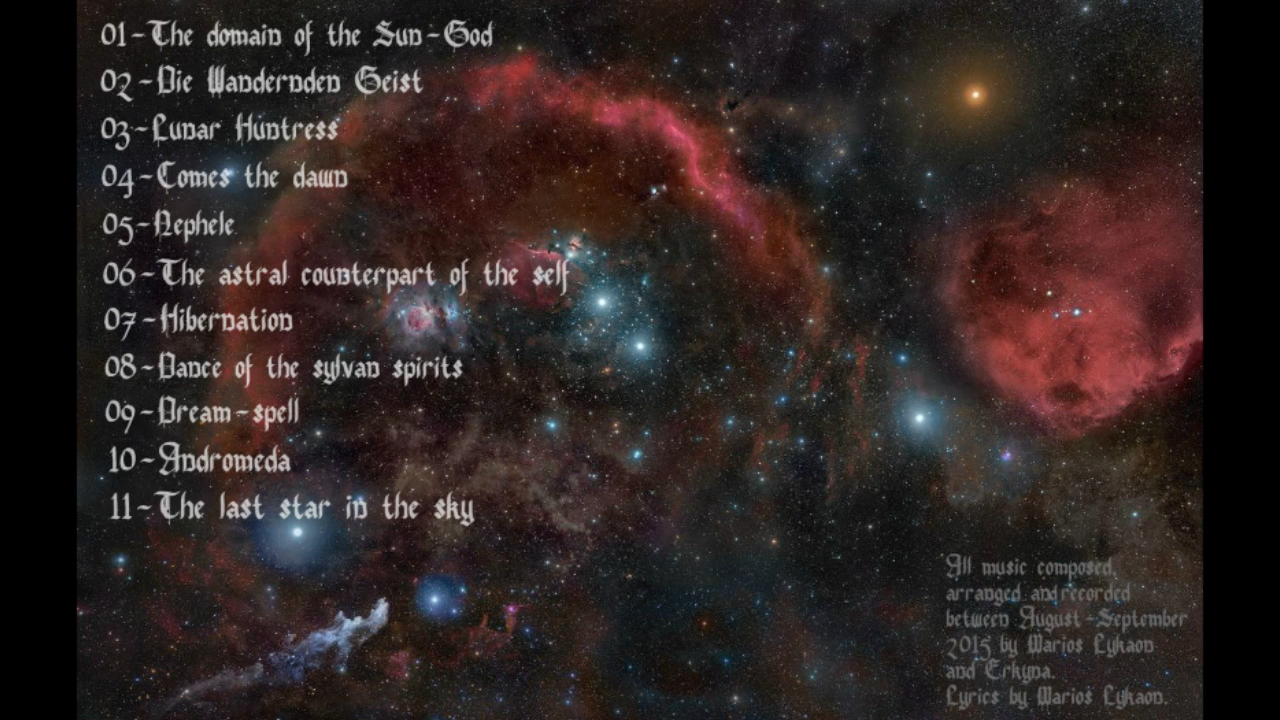 01-The domain of the Sun-God
02-Die Wandernden Geist
03-Lunar Huntress
04-Comes the dawn
05-Nephele
06-The astral counterpart of the self
07-Hibernation
08-Dance of the sylvan spirits
09-Dream-spell
10-Andromeda
11-The last star in the sky
All music composed,
arranged and recorded
between August-September
2015 by Marios Lykaon
and Erkyna.
Lyrics by Marios Lykaon.